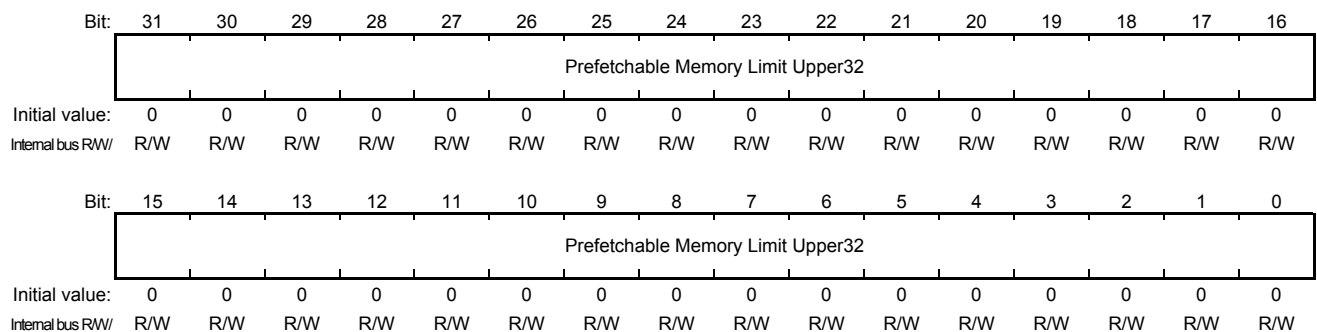 Bit: 31 30 29 28 27 26 25 24 23 22 21 20 19 18 17 16
Prefetchable Memory Limit Upper32
Initial value: 0 0 0 0 0 0 0 0 0 0 0 0 0 0 0 0
Internal bus R/W/ R/W R/W R/W R/W R/W R/W R/W R/W R/W R/W R/W R/W R/W R/W R/W R/W
Bit: 15 14 13 12 11 10 9 8 7 6 5 4 3 2 1 0
Prefetchable Memory Limit Upper32
Initial value: 0 0 0 0 0 0 0 0 0 0 0 0 0 0 0 0
Internal bus R/W/ R/W R/W R/W R/W R/W R/W R/W R/W R/W R/W R/W R/W R/W R/W R/W R/W